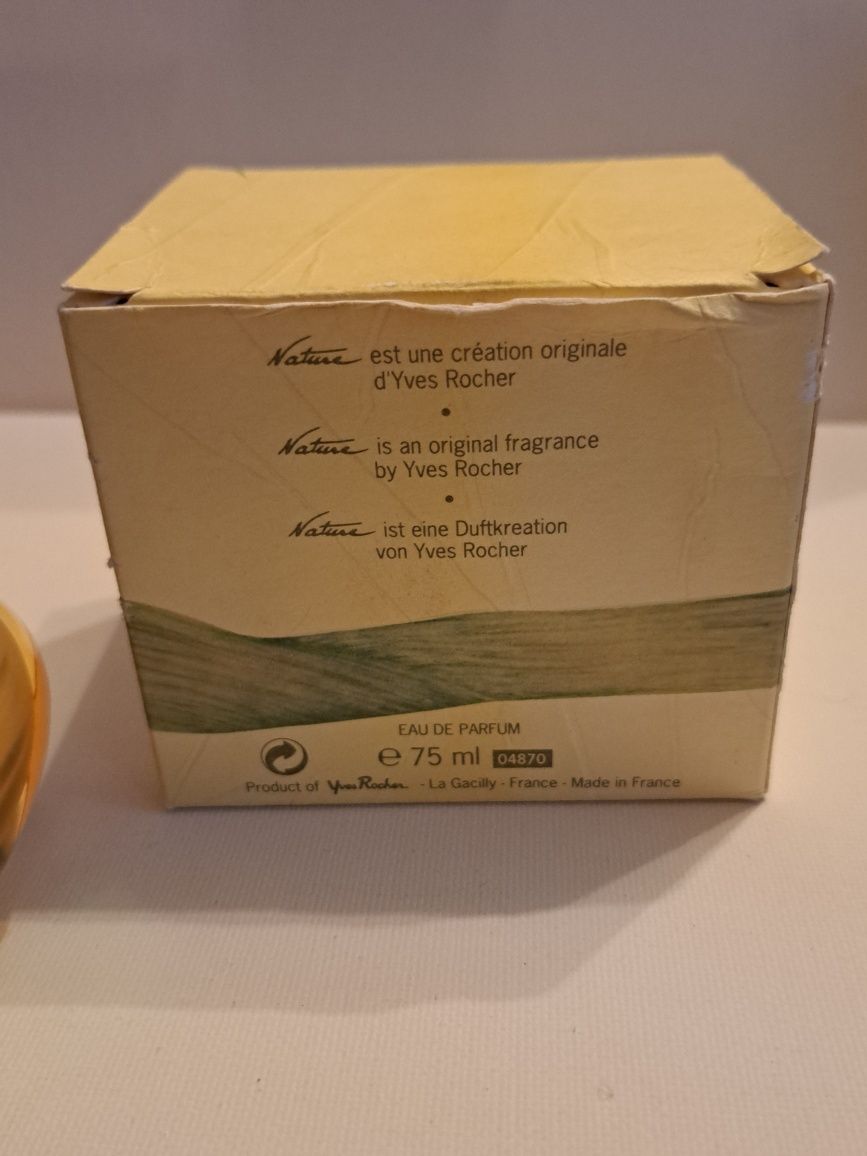 Nature est une création originale
d'Yves Rocher
•
Nature is an original fragrance
by Yves Rocher
•
Nature ist eine Duftkreation
von Yves Rocher
EAU DE PARFUM
℮ 75 ml 04870
Product of Yves Rocher - La Gacilly - France - Made in France